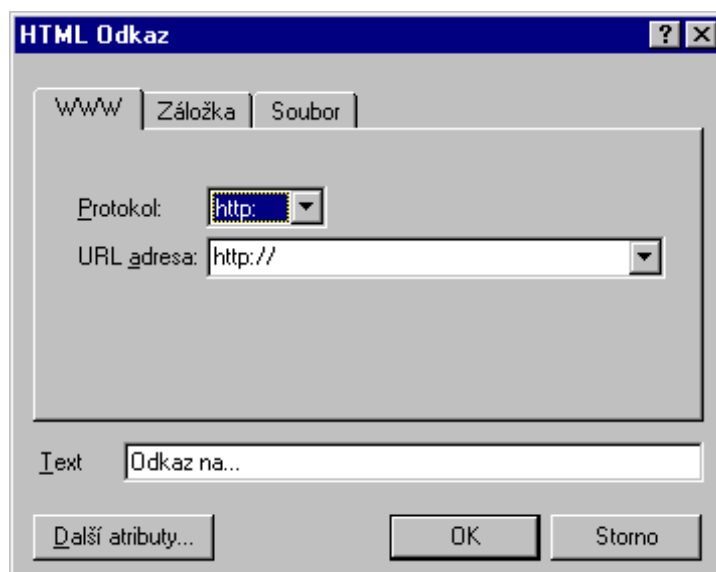 HTML Odkaz
WWW Záložka Soubor
Protokol: http:
URL adresa: http://
Text Odkaz na...
Další atributy... OK Storno